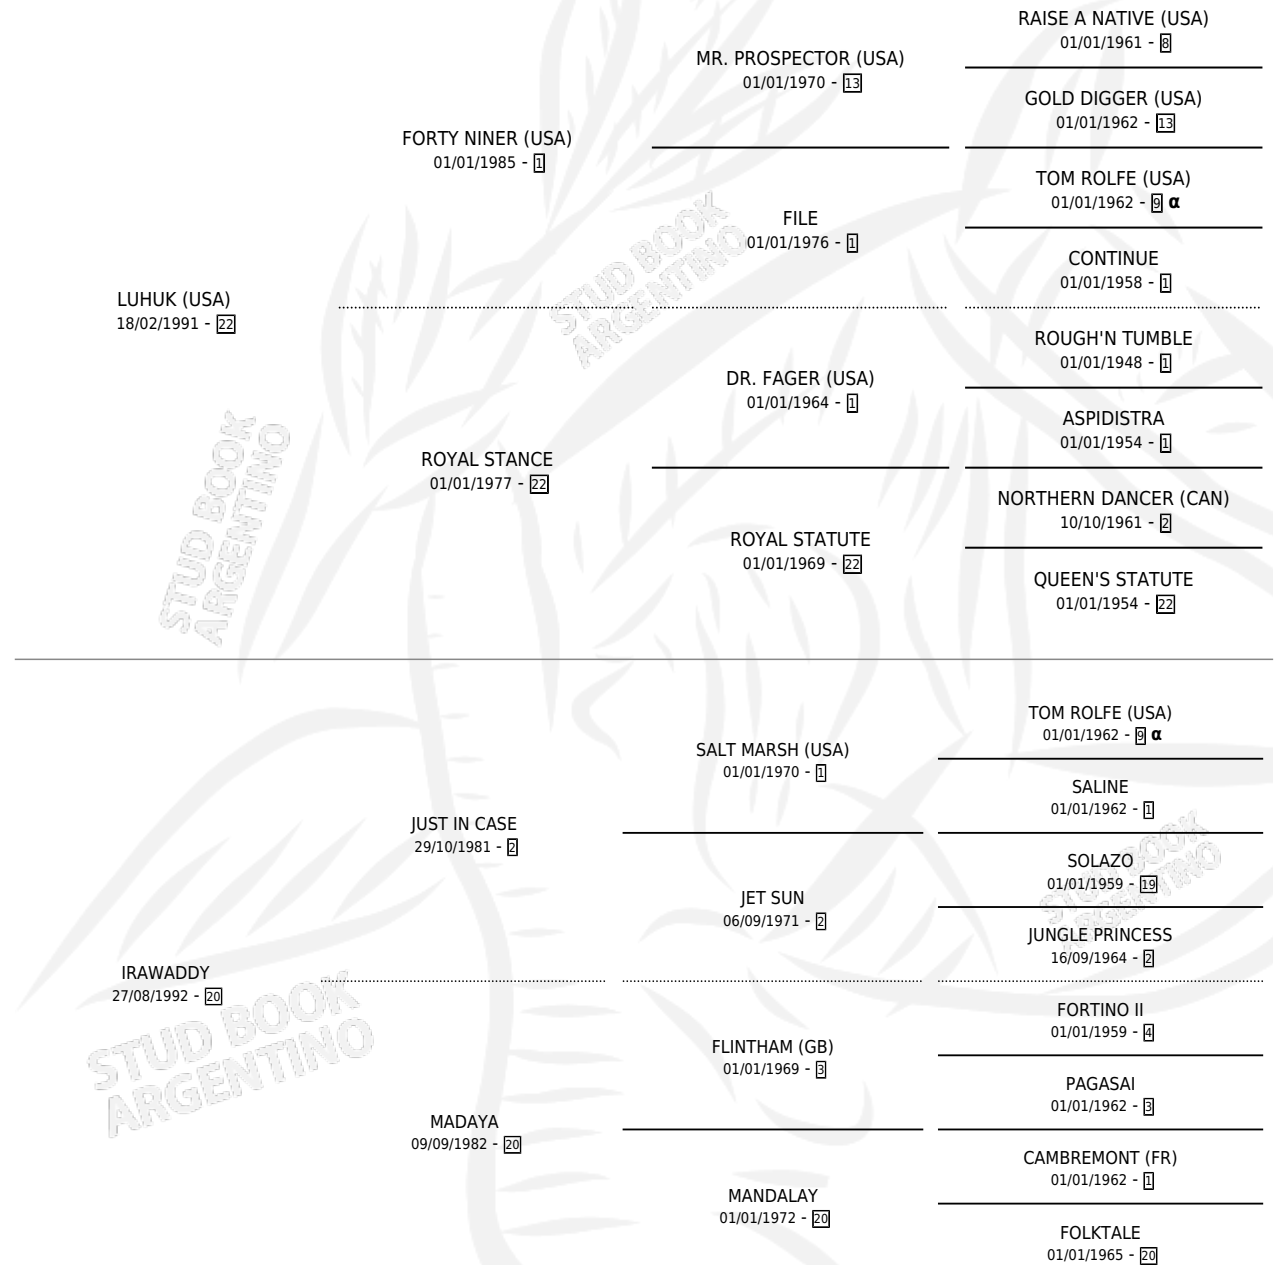 RAISE A NATIVE (USA)
01/01/1961 - 8
MR. PROSPECTOR (USA)
01/01/1970 - 13
GOLD DIGGER (USA)
01/01/1962 - 13
FORTY NINER (USA)
01/01/1985 - 1
TOM ROLFE (USA)
01/01/1962 - 9 α
FILE
01/01/1976 - 1
CONTINUE
01/01/1958 - 1
LUHUK (USA)
18/02/1991 - 22
ROUGH'N TUMBLE
01/01/1948 - 1
DR. FAGER (USA)
01/01/1964 - 1
ASPIDISTRA
01/01/1954 - 1
ROYAL STANCE
01/01/1977 - 22
NORTHERN DANCER (CAN)
10/10/1961 - 2
ROYAL STATUTE
01/01/1969 - 22
QUEEN'S STATUTE
01/01/1954 - 22
TOM ROLFE (USA)
01/01/1962 - 9 α
SALT MARSH (USA)
01/01/1970 - 1
SALINE
01/01/1962 - 1
JUST IN CASE
29/10/1981 - 2
SOLAZO
01/01/1959 - 19
JET SUN
06/09/1971 - 2
JUNGLE PRINCESS
16/09/1964 - 2
IRAWADDY
27/08/1992 - 20
FORTINO II
01/01/1959 - 4
FLINTHAM (GB)
01/01/1969 - 3
PAGASAI
01/01/1962 - 3
MADAYA
09/09/1982 - 20
CAMBREMONT (FR)
01/01/1962 - 1
MANDALAY
01/01/1972 - 20
FOLKTALE
01/01/1965 - 20
STUD BOOK
ARGENTINO
STUD BOOK
ARGENTINO
STUD BOOK
ARGENTINO
STUD BOOK
ARGENTINO